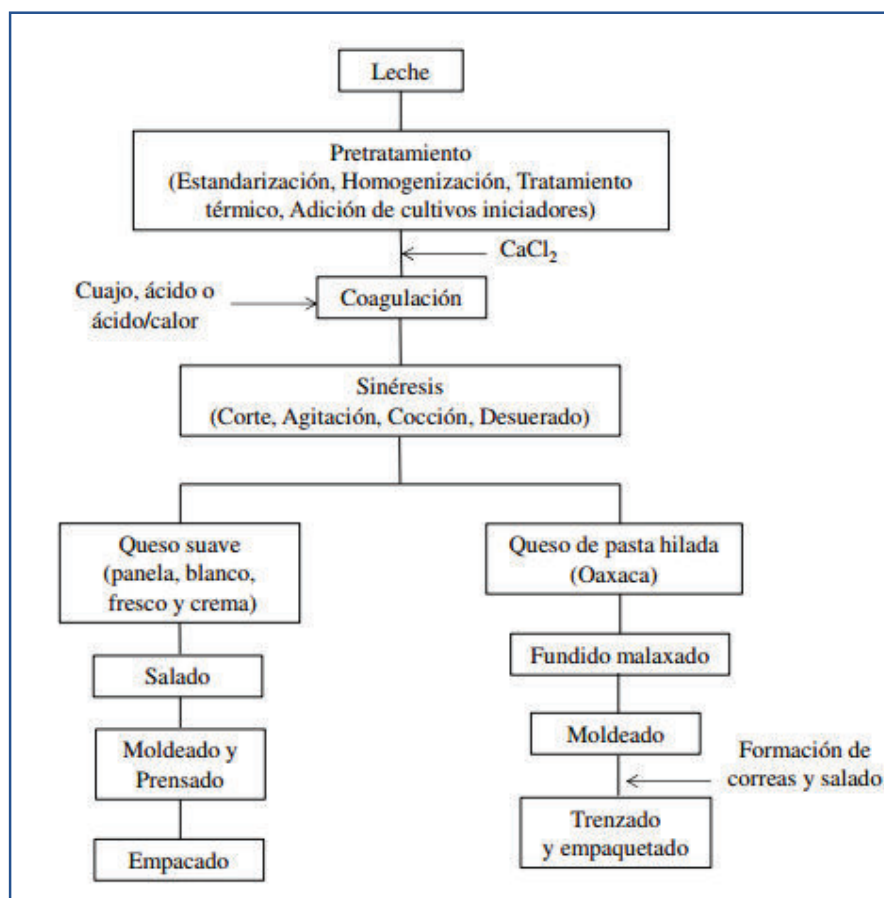 Leche
Pretratamiento
(Estandarización, Homogenización, Tratamiento
térmico, Adición de cultivos iniciadores)
CaCl₂
Cuajo, ácido o
ácido/calor
Coagulación
Sinéresis
(Corte, Agitación, Cocción, Desuerado)
Queso suave
(panela, blanco,
fresco y crema)
Salado
Moldeado y
Prensado
Empacado
Queso de pasta hilada
(Oaxaca)
Fundido malaxado
Moldeado
Formación de
correas y salado
Trenzado
y empaquetado